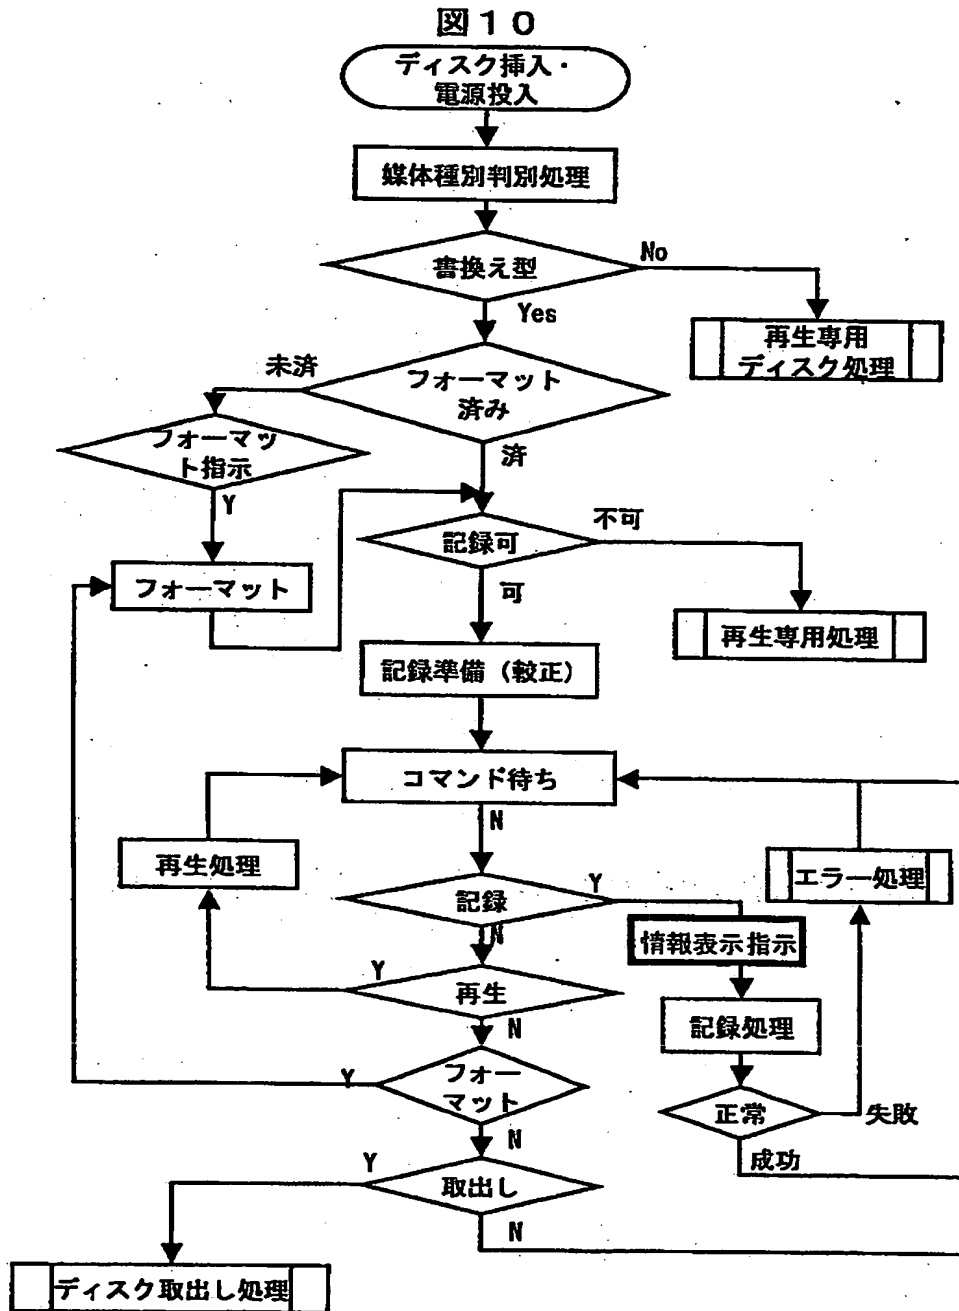 図１０
ディスク挿入・
電源投入
媒体種別判別処理
書換え型
No
Yes
再生専用
ディスク処理
未済
フォーマット
済み
フォーマッ
ト指示
済
Y
不可
記録可
フォーマット
可
再生専用処理
記録準備（較正）
コマンド待ち
N
再生処理
エラー処理
記録
Y
N
情報表示指示
Y
再生
記録処理
N
フォー
マット
Y
正常
失敗
N
成功
Y
取出し
N
ディスク取出し処理